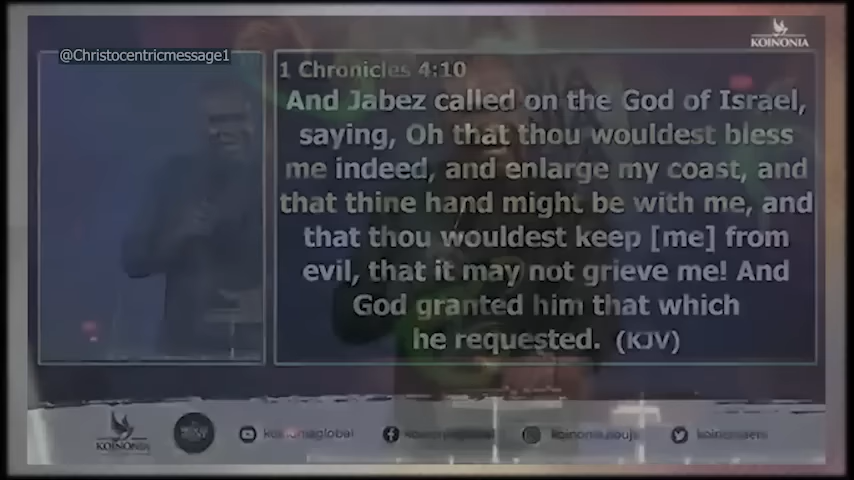 @Christocentricmessage1
KOINONIA
1 Chronicles 4:10
And Jabez called on the God of Israel,
saying, Oh that thou wouldest bless
me indeed, and enlarge my coast, and
that thine hand might be with me, and
that thou wouldest keep [me] from
evil, that it may not grieve me! And
God granted him that which
he requested. (KJV)
KOINONIA
koinoniaglobal